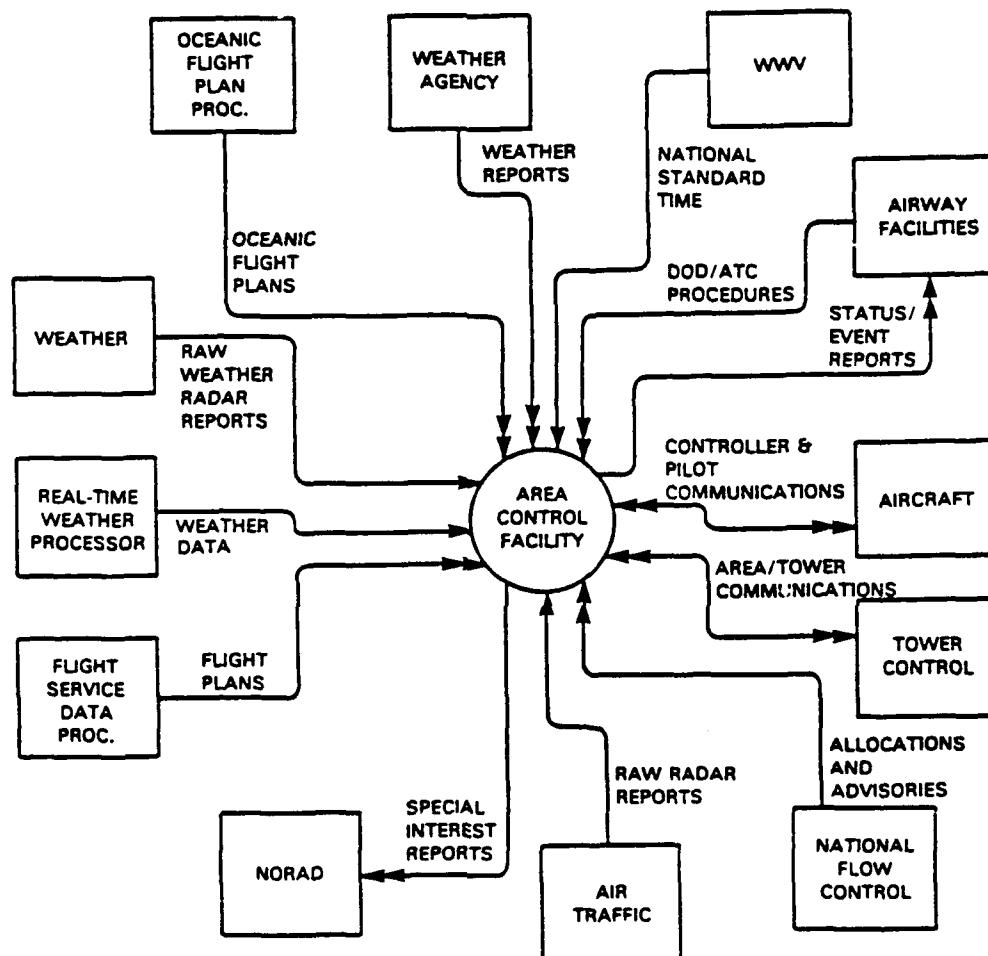 OCEANIC
FLIGHT
PLAN
PROC.
WEATHER
AGENCY
WWV
WEATHER
REPORTS
NATIONAL
STANDARD
TIME
AIRWAY
FACILITIES
OCEANIC
FLIGHT
PLANS
DOD/ATC
PROCEDURES
STATUS/
EVENT
REPORTS
WEATHER
RAW
WEATHER
RADAR
REPORTS
CONTROLLER &
PILOT
COMMUNICATIONS
AIRCRAFT
REAL-TIME
WEATHER
PROCESSOR
WEATHER
DATA
AREA
CONTROL
FACILITY
AREA/TOWER
COMMUNICATIONS
TOWER
CONTROL
FLIGHT
SERVICE
DATA
PROC.
FLIGHT
PLANS
ALLOCATIONS
AND
ADVISORIES
RAW RADAR
REPORTS
SPECIAL
INTEREST
REPORTS
NORAD
AIR
TRAFFIC
NATIONAL
FLOW
CONTROL